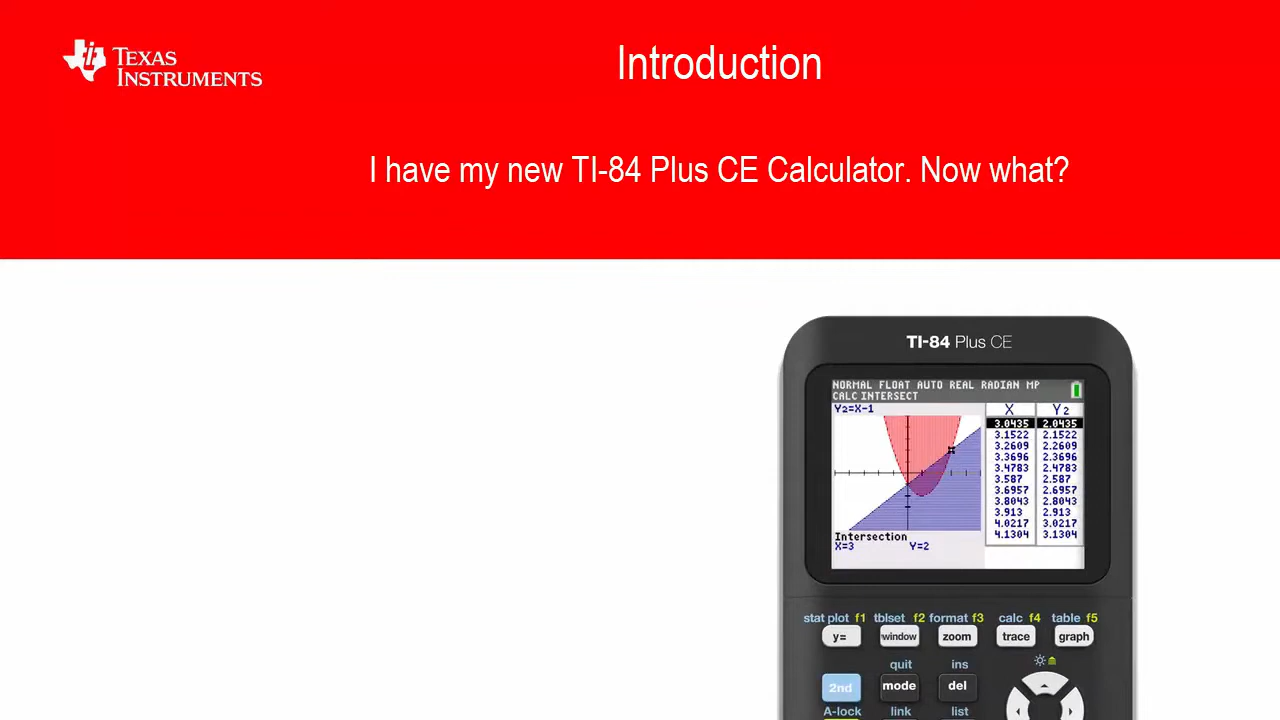 Texas
Instruments
Introduction
I have my new TI-84 Plus CE Calculator. Now what?
TI-84 Plus CE
NORMAL FLOAT AUTO REAL RADIAN MP
CALC INTERSECT
Y2=X-1
X Y2
3.0435 2.0435
3.1522 2.1522
3.2609 2.2609
3.3696 2.3696
3.4783 2.4783
3.587 2.587
3.6957 2.6957
3.8043 2.8043
3.913 2.913
4.0217 3.0217
4.1304 3.1304
Intersection
X=3 Y=2
stat plot f1 tblset f2 format f3 calc f4 table f5
y= window zoom trace graph
quit ins
2nd mode del
A-lock link list